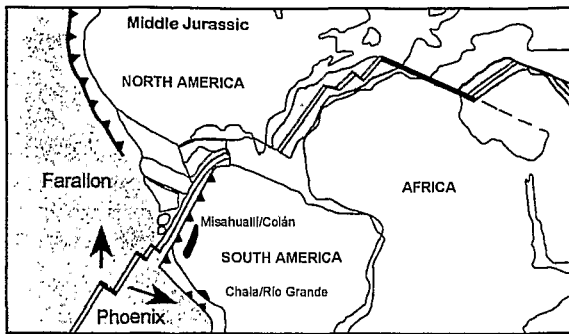 Middle Jurassic
NORTH AMERICA
Farallon
AFRICA
Misahuallí/Colán
SOUTH AMERICA
Chala/Río Grande
Phoenix